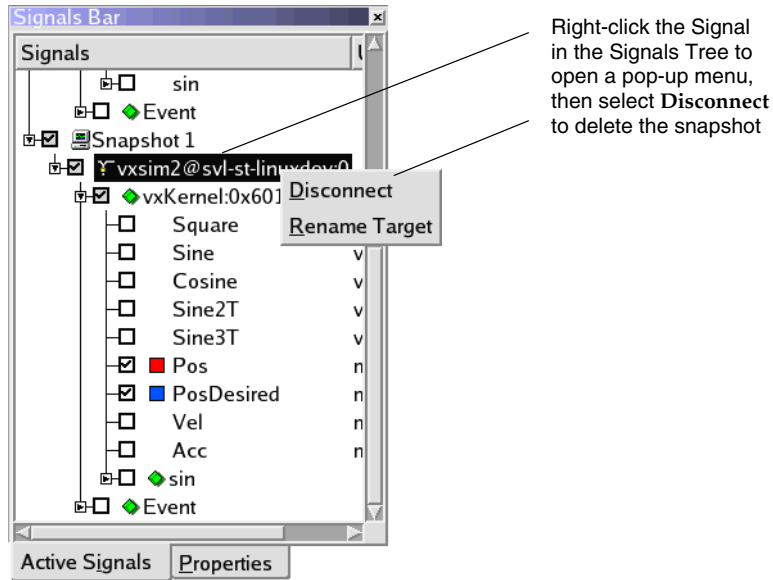 Signals Bar
Signals
sin
Event
Snapshot 1
vxsim2@svl-st-linuxdev:0
vxKernel:0x601
Square
Sine
Cosine
Sine2T
Sine3T
Pos
PosDesired
Vel
Acc
sin
Event
Active Signals
Properties
Disconnect
Rename Target
Right-click the Signal
in the Signals Tree to
open a pop-up menu,
then select Disconnect
to delete the snapshot